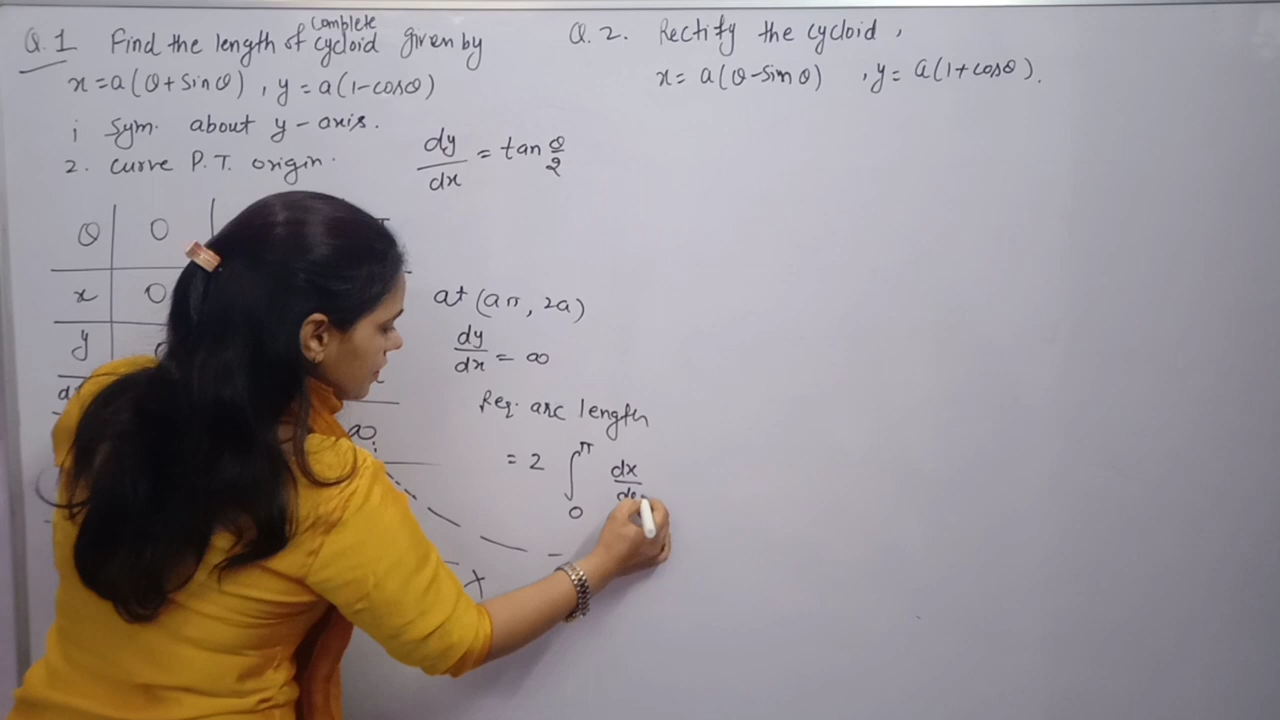 Q.1 Find the length of complete cycloid given by
x = a(θ + sinθ), y = a(1 - cosθ)
i Sym. about y-axis.
2. curve P.T. origin.
dy/dx = tan θ/2
θ 0
x 0
y
∞
at (aπ, 2a)
dy/dx = ∞
Req. arc length
= 2 ∫₀^π dx/
x
Q.2. Rectify the cycloid,
x = a(θ - sinθ) , y = a(1 + cosθ).